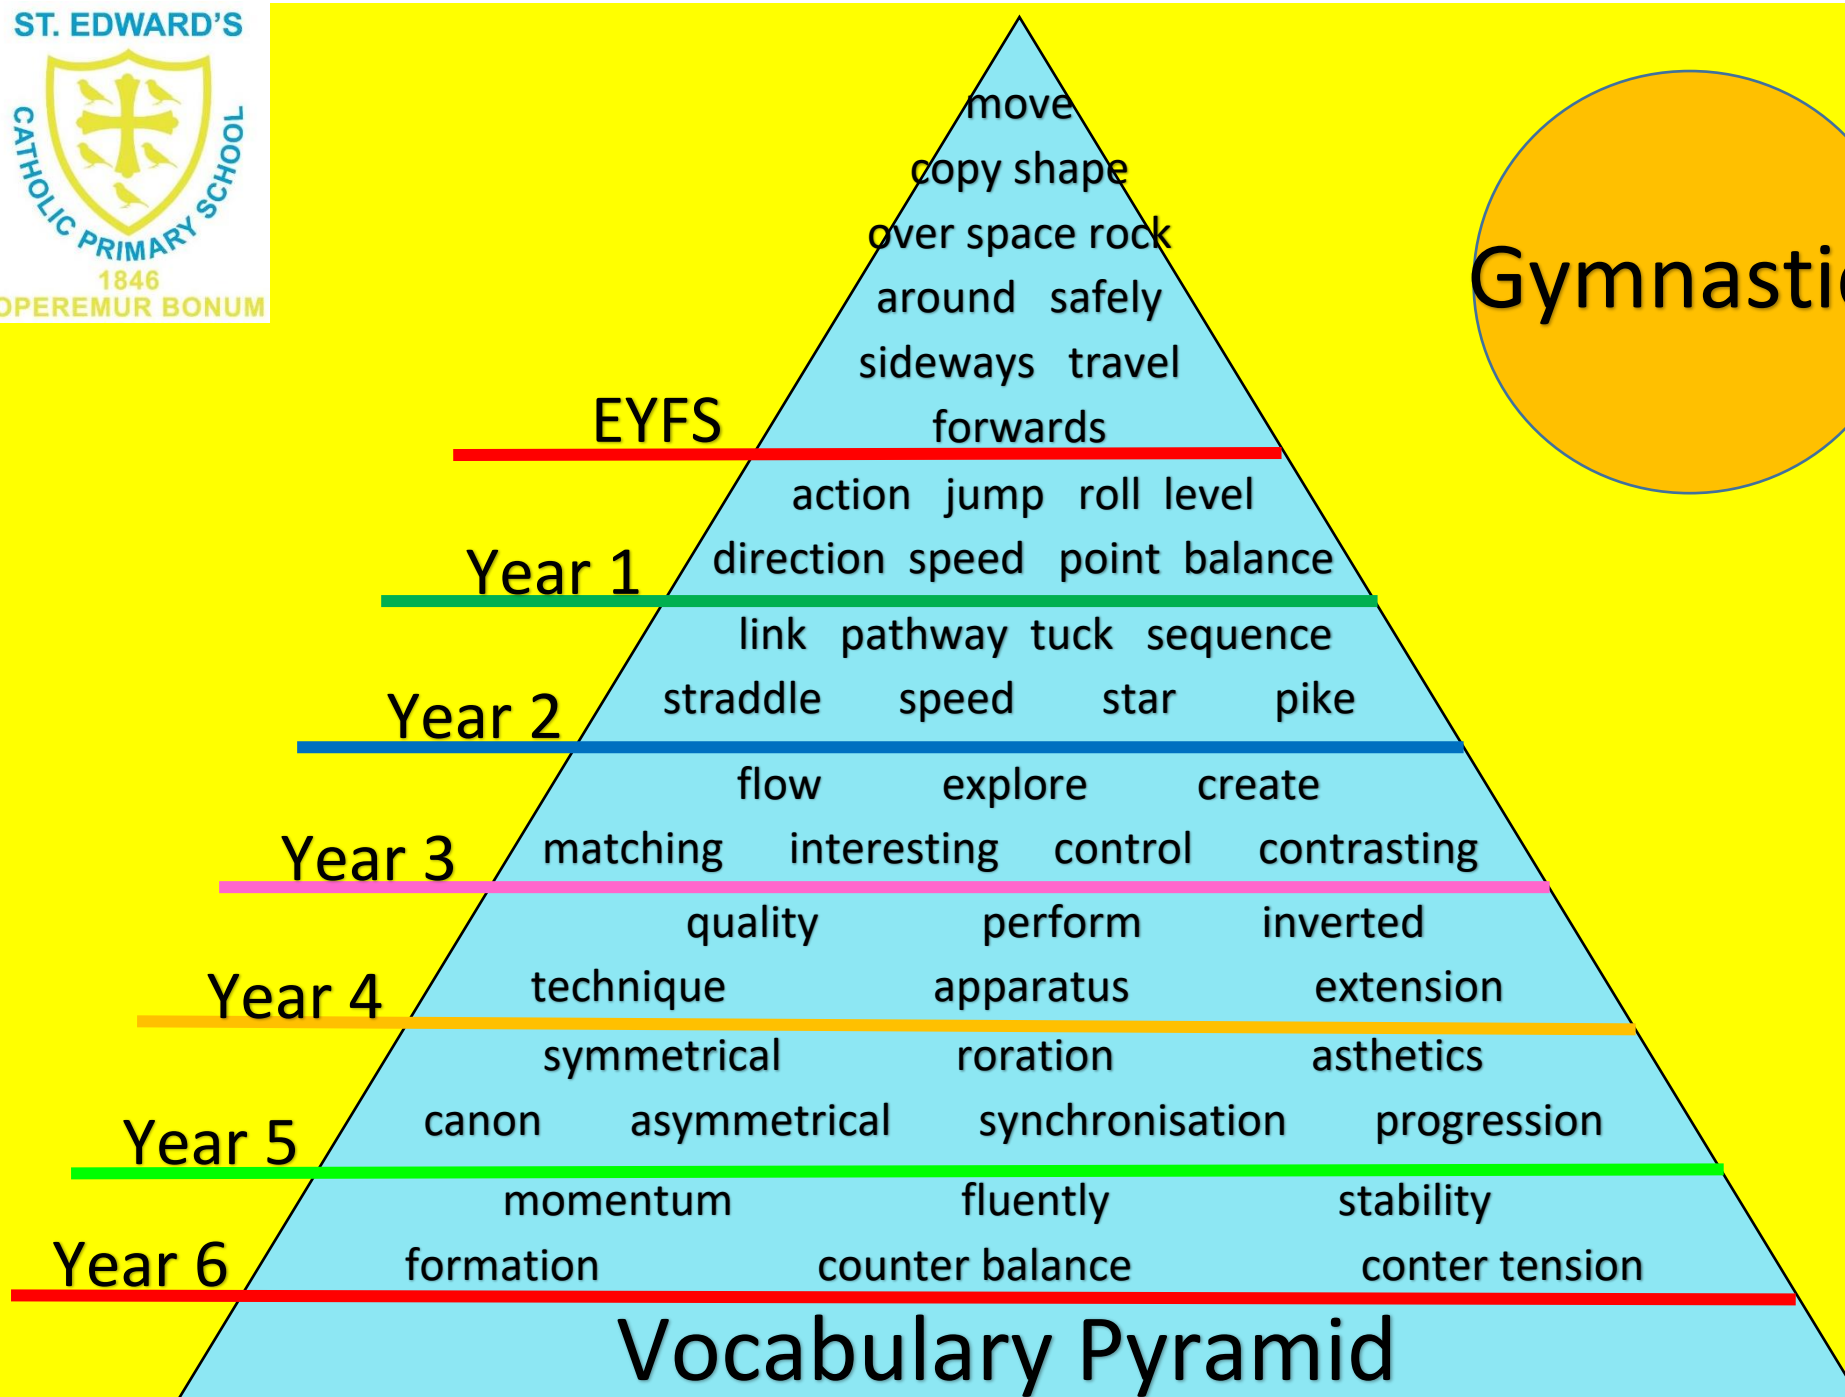 ST. EDWARD'S
CATHOLIC PRIMARY SCHOOL
1846
OPEREMUR BONUM
Gymnastic
move
copy shape
over space rock
around safely
sideways travel
EYFS
forwards
action jump roll level
Year 1
direction speed point balance
link pathway tuck sequence
Year 2
straddle speed star pike
flow explore create
Year 3
matching interesting control contrasting
quality perform inverted
Year 4
technique apparatus extension
symmetrical roration asthetics
Year 5
canon asymmetrical synchronisation progression
momentum fluently stability
Year 6
formation counter balance conter tension
Vocabulary Pyramid